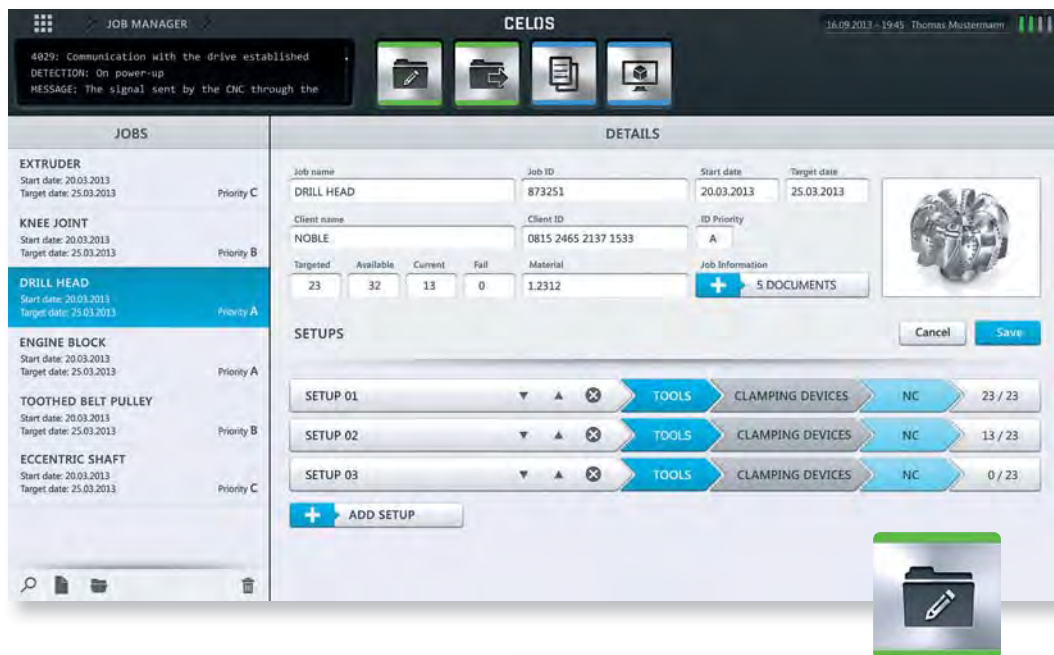 JOB MANAGER
CELOS
16.09.2013 – 19:45 Thomas Mustermann
4029: Communication with the drive established
DETECTION: On power-up
MESSAGE: The signal sent by the CNC through the
JOBS
EXTRUDER
Start date: 20.03.2013
Target date: 25.03.2013 Priority C
KNEE JOINT
Start date: 20.03.2013
Target date: 25.03.2013 Priority B
DRILL HEAD
Start date: 20.03.2013
Target date: 25.03.2013 Priority A
ENGINE BLOCK
Start date: 20.03.2013
Target date: 25.03.2013 Priority A
TOOTHED BELT PULLEY
Start date: 20.03.2013
Target date: 25.03.2013 Priority B
ECCENTRIC SHAFT
Start date: 20.03.2013
Target date: 25.03.2013 Priority C
DETAILS
Job name Job ID Start date Target date
DRILL HEAD 873251 20.03.2013 25.03.2013
Client name Client ID ID Priority
NOBLE 0815 2465 2137 1533 A
Targeted Available Current Fail Material Job Information
23 32 13 0 1.2312 5 DOCUMENTS
SETUPS Cancel Save
SETUP 01 TOOLS CLAMPING DEVICES NC 23 / 23
SETUP 02 TOOLS CLAMPING DEVICES NC 13 / 23
SETUP 03 TOOLS CLAMPING DEVICES NC 0 / 23
ADD SETUP